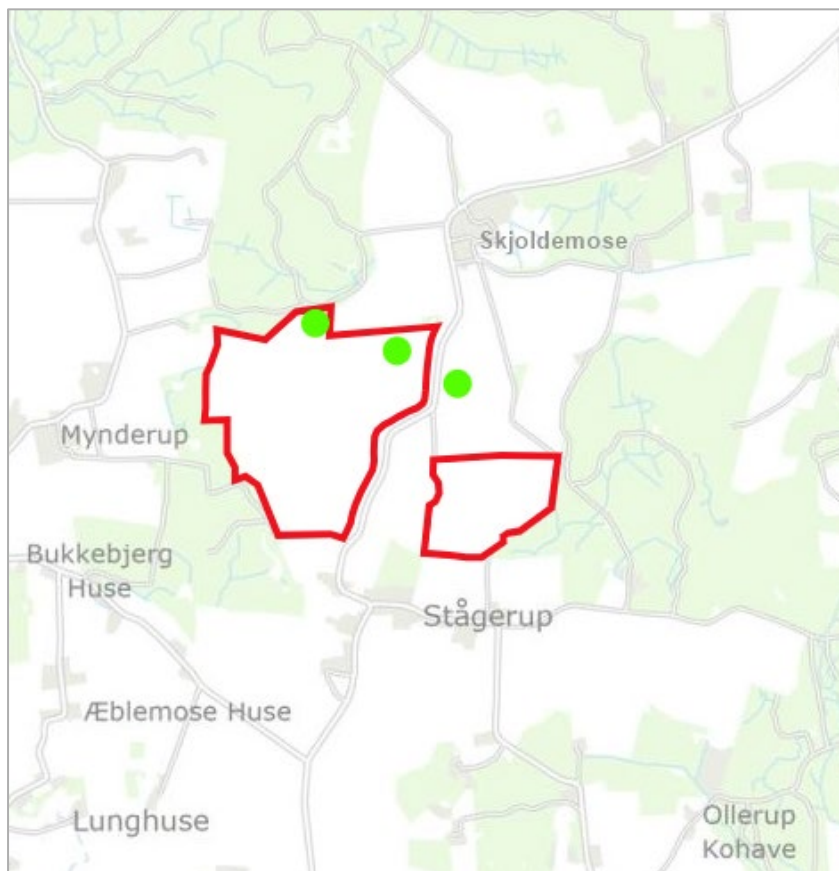 Skjoldemose
Mynderup
Bukkebjerg
Huse
Stågerup
Æblemose Huse
Lunghuse
Ollerup
Kohave